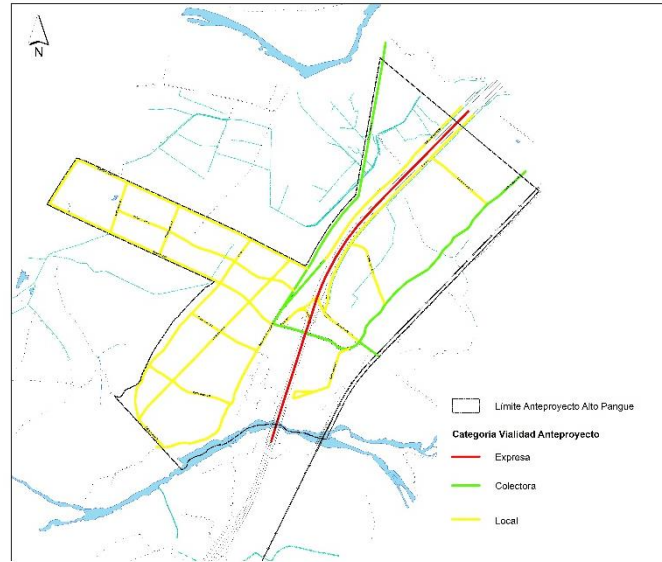 N
Límite Anteproyecto Alto Pangue
Categoría Vialidad Anteproyecto
Expresa
Colectora
Local